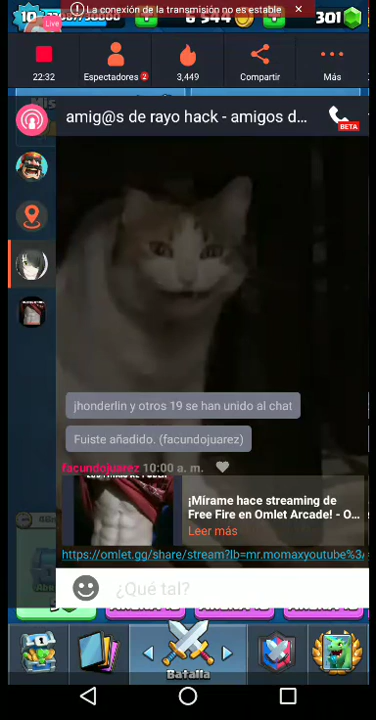 La conexión de la transmisión no es estable
Live
301
22:32
Espectadores 2
3,449
Compartir
Más
amig@s de rayo hack - amigos d...
BETA
jhonderlin y otros 19 se han unido al chat
Fuiste añadido. (facundojuarez)
facundojuarez 10:00 a. m.
¡Mírame hace streaming de
Free Fire en Omlet Arcade! - O...
Leer más
https://omlet.gg/share/stream?lb=mr.momaxyoutube%3
¿Qué tal?
Batalla